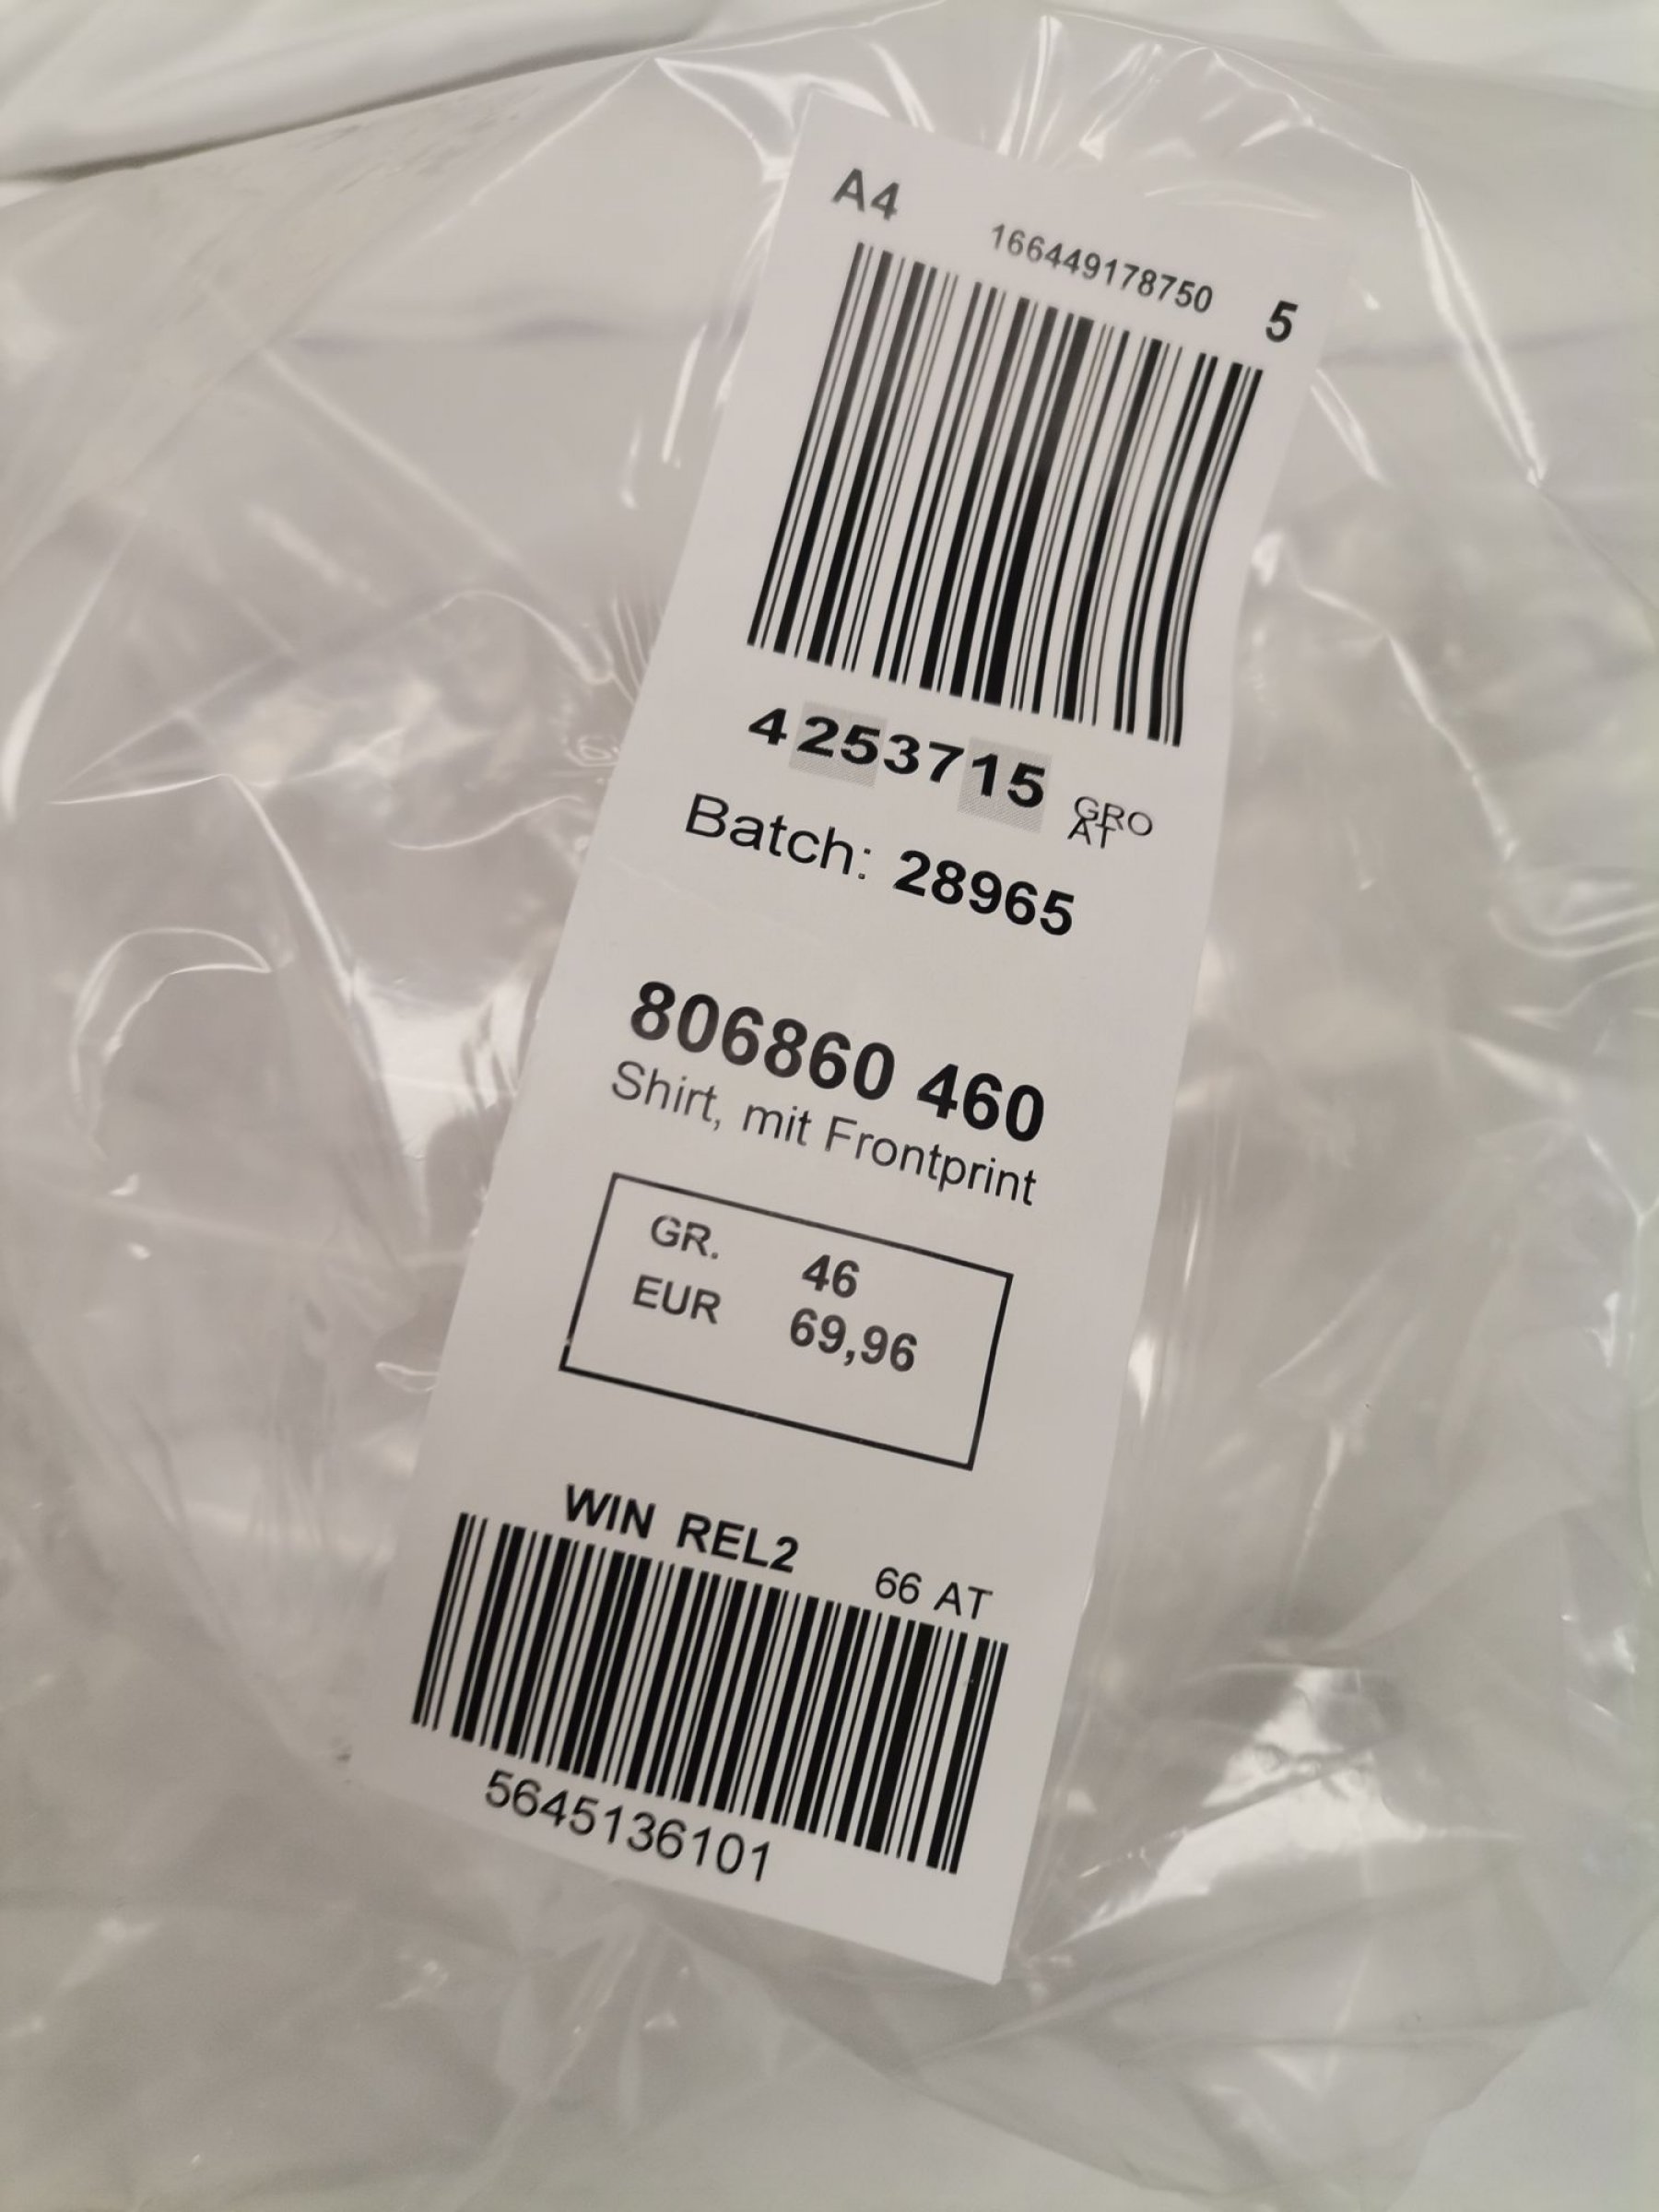 A4
166449178750
5
4253715 GRO
AT
Batch: 28965
806860 460
Shirt, mit Frontprint
GR. 46
EUR 69,96
WIN REL2
66 AT
5645136101